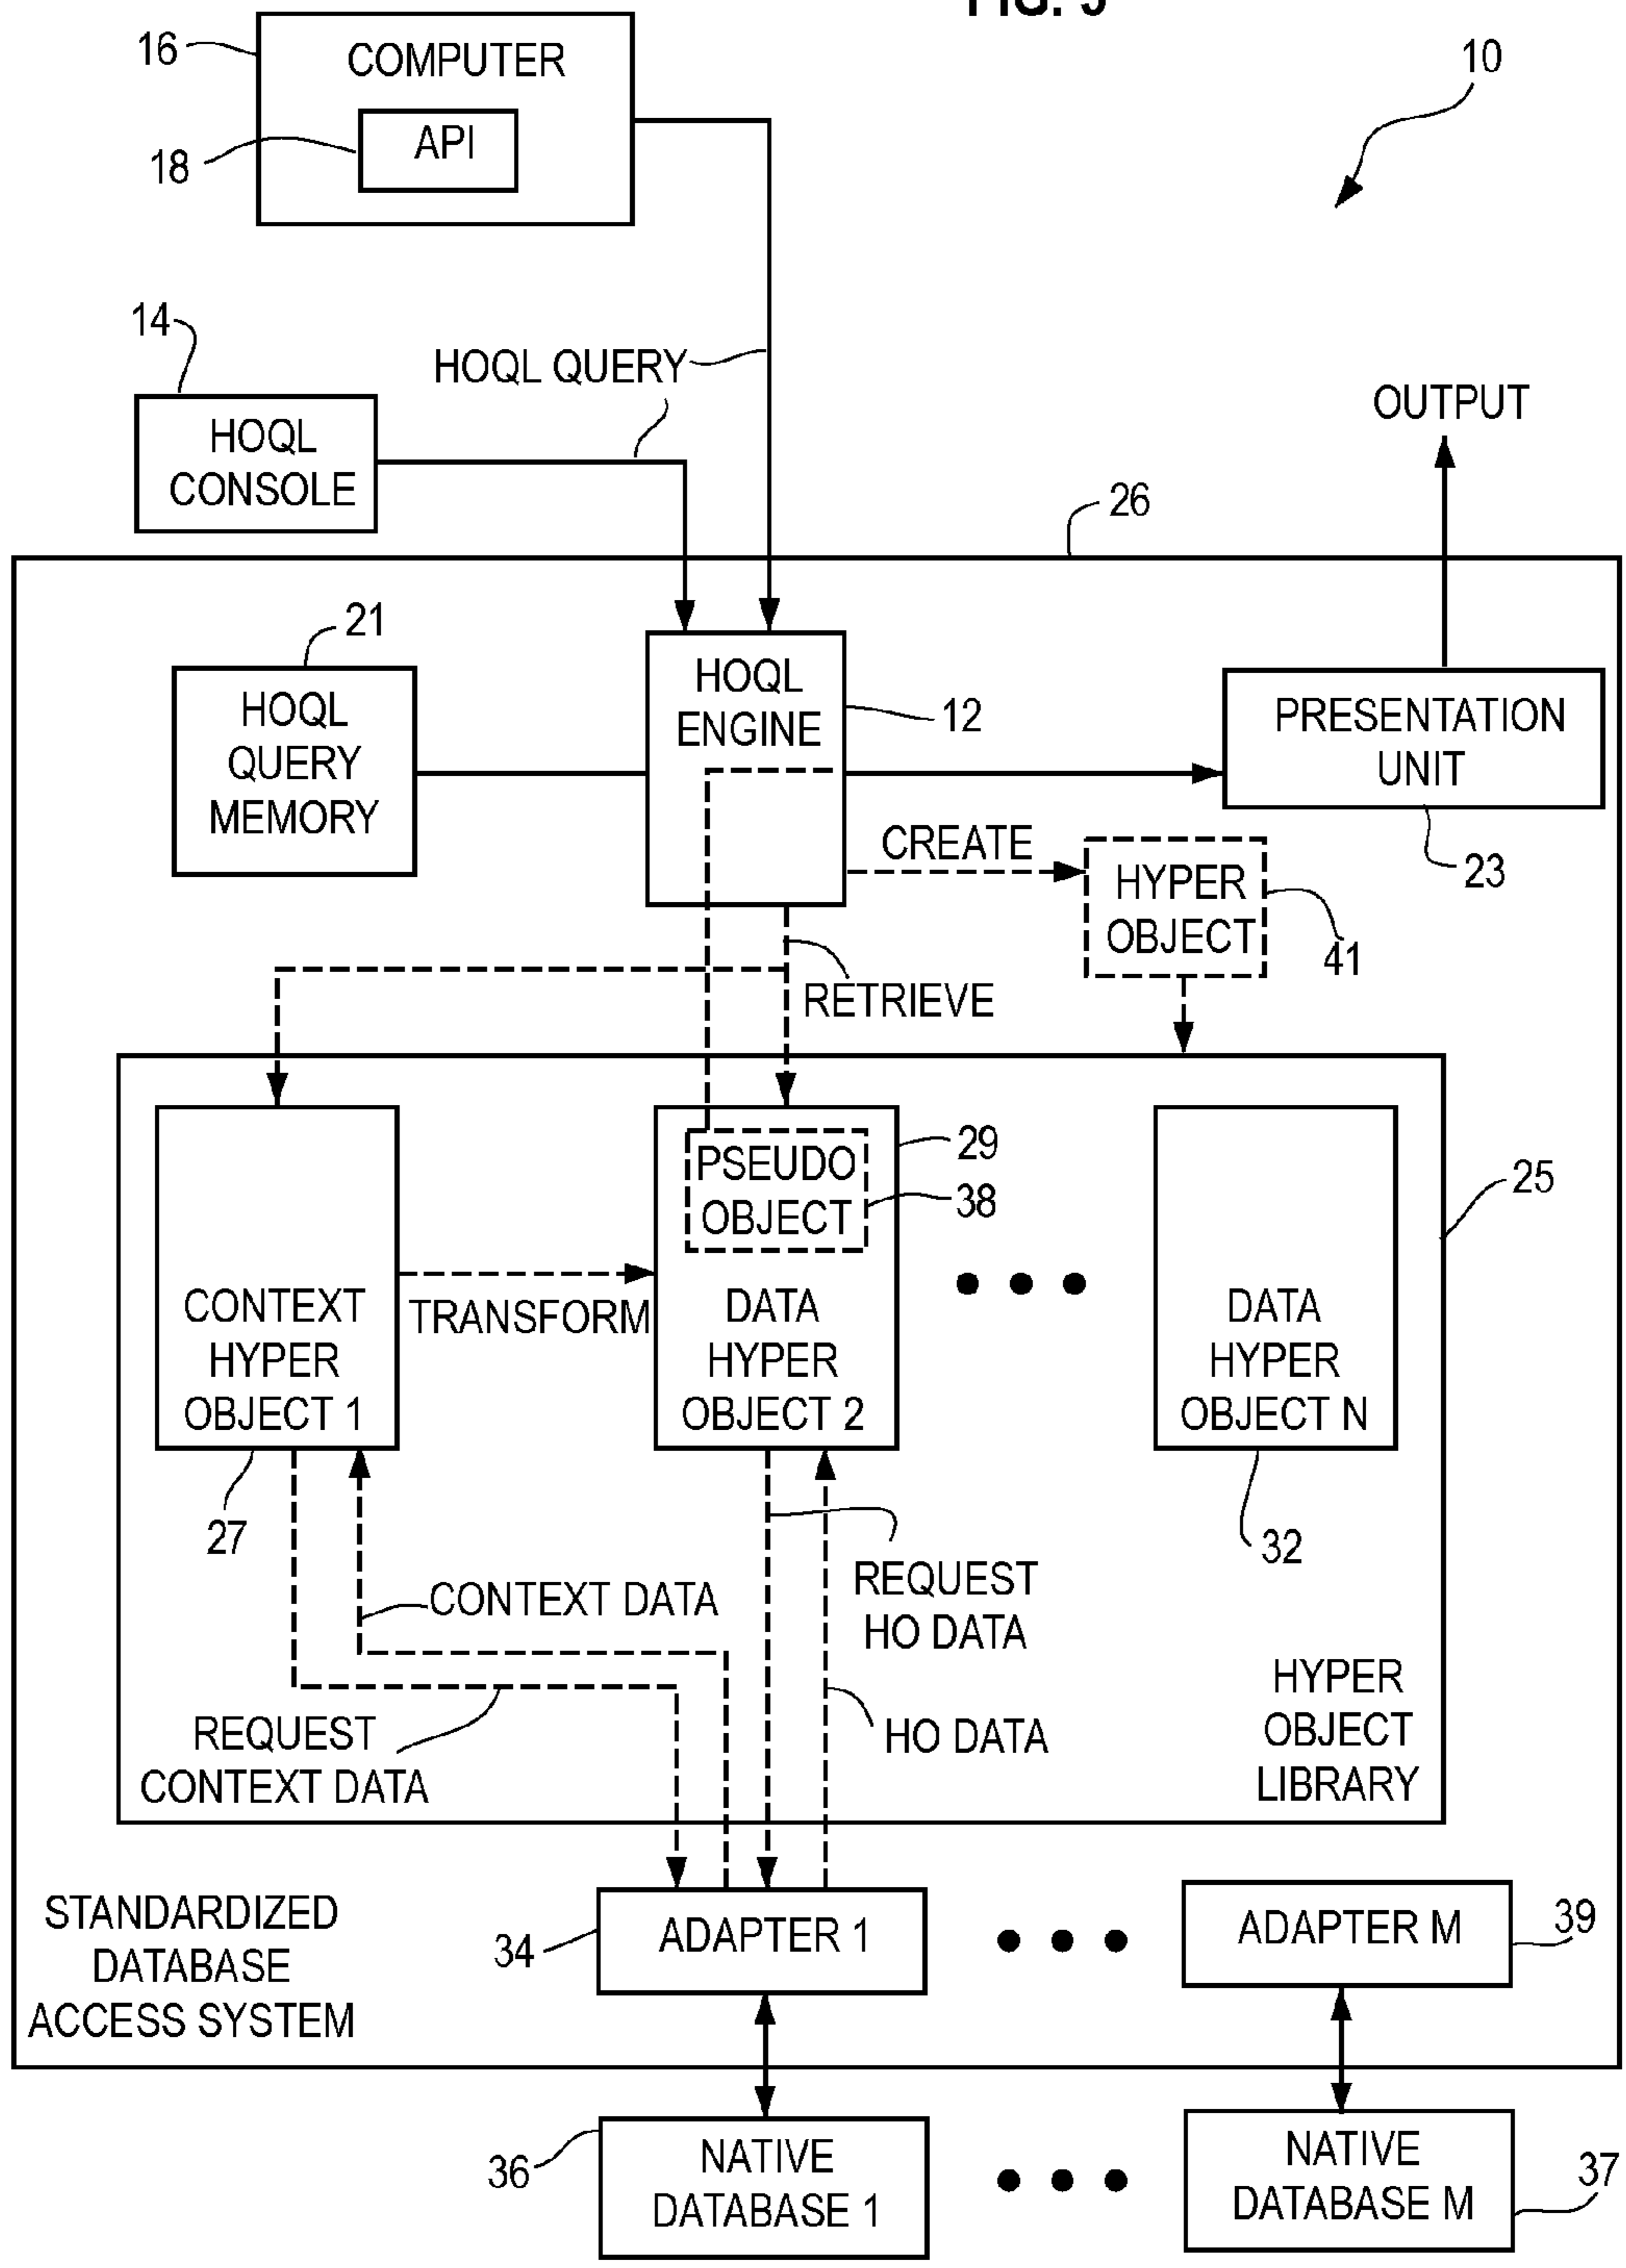 16
COMPUTER
API
18
10
14
HOQL QUERY
HOQL
CONSOLE
OUTPUT
26
21
HOQL
QUERY
MEMORY
HOQL
ENGINE
12
PRESENTATION
UNIT
23
CREATE
HYPER
OBJECT
41
RETRIEVE
PSEUDO
OBJECT
29
38
25
CONTEXT
HYPER
OBJECT 1
TRANSFORM
DATA
HYPER
OBJECT 2
DATA
HYPER
OBJECT N
27
32
CONTEXT DATA
REQUEST
HO DATA
REQUEST
CONTEXT DATA
HO DATA
HYPER
OBJECT
LIBRARY
STANDARDIZED
DATABASE
ACCESS SYSTEM
34
ADAPTER 1
ADAPTER M
39
36
NATIVE
DATABASE 1
NATIVE
DATABASE M
37